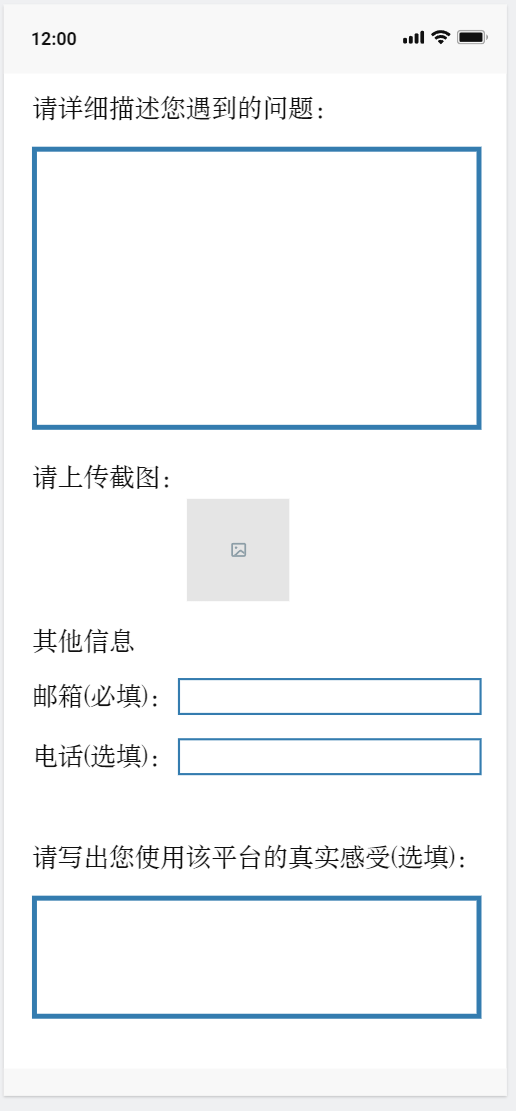 12:00
请详细描述您遇到的问题：
请上传截图：
其他信息
邮箱(必填)：
电话(选填)：
请写出您使用该平台的真实感受(选填)：